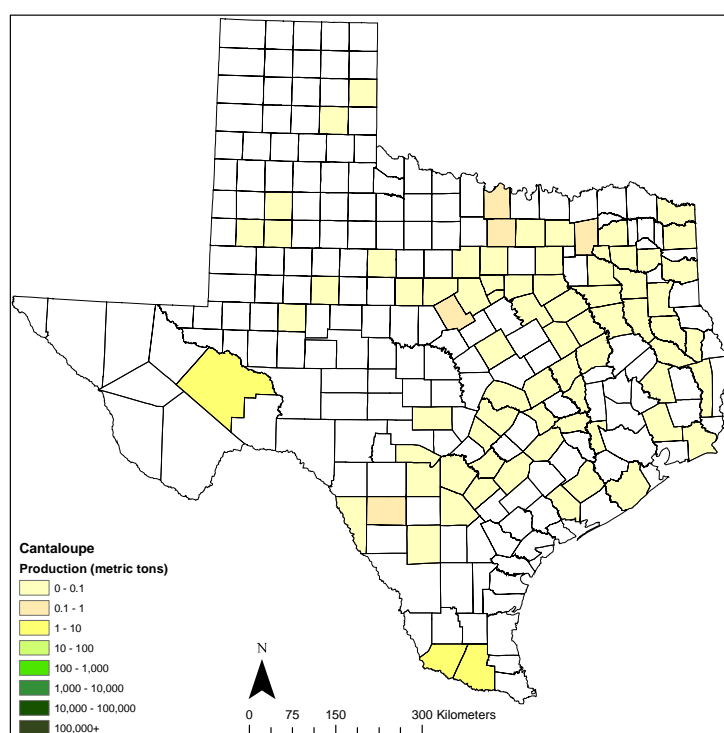 Cantaloupe
Production (metric tons)
0 - 0.1
0.1 - 1
1 - 10
10 - 100
100 - 1,000
1,000 - 10,000
10,000 - 100,000
100,000+
N
0 75 150 300 Kilometers